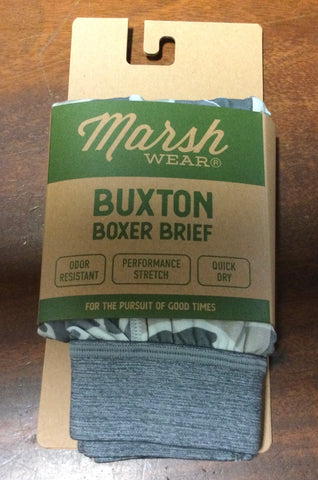 Marsh
WEAR®
BUXTON
BOXER BRIEF
ODOR
RESISTANT
PERFORMANCE
STRETCH
QUICK
DRY
FOR THE PURSUIT OF GOOD TIMES